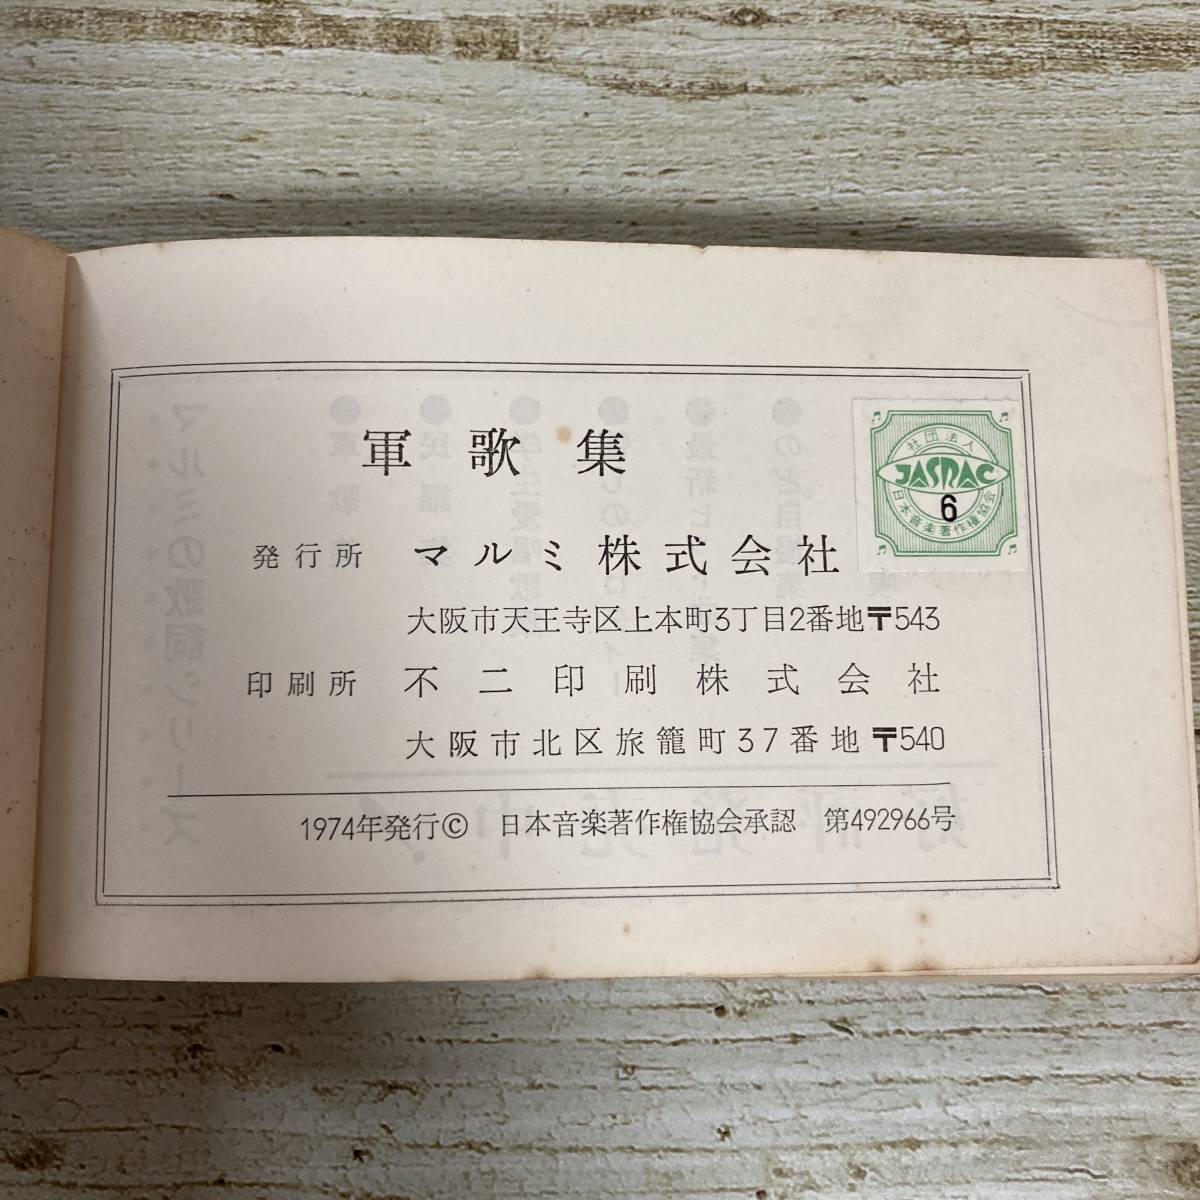 軍歌集
社団法人
JASRAC
6
日本音楽著作権協会
発行所 マルミ株式会社
大阪市天王寺区上本町3丁目2番地〒543
印刷所 不二印刷株式会社
大阪市北区旅籠町37番地〒540
1974年発行© 日本音楽著作権協会承認 第492966号